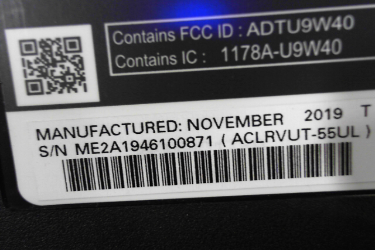 Contains FCC ID : ADTU9W40
Contains IC : 1178A-U9W40
MANUFACTURED: NOVEMBER 2019 T
S/N ME2A1946100871 ( ACLRVUT-55UL )